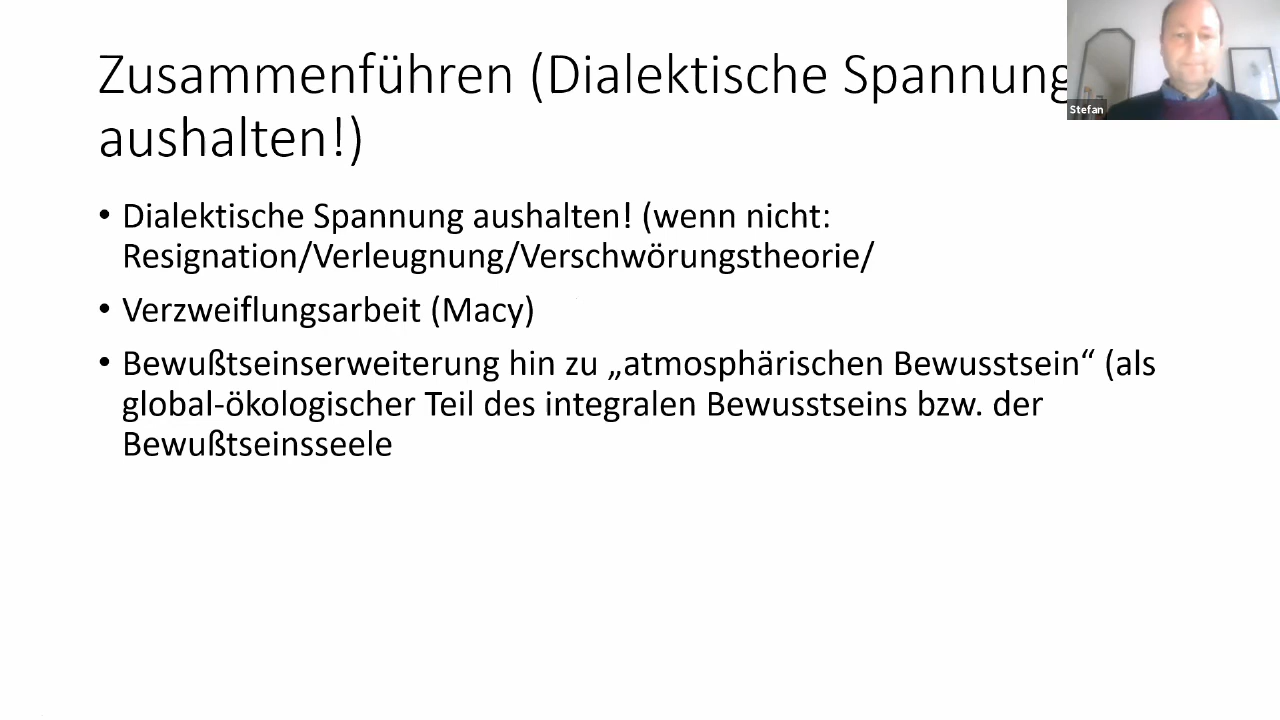 Zusammenführen (Dialektische Spannung
aushalten!)
Stefan
• Dialektische Spannung aushalten! (wenn nicht:
Resignation/Verleugnung/Verschwörungstheorie/
• Verzweiflungsarbeit (Macy)
• Bewußtseinserweiterung hin zu „atmosphärischen Bewusstsein“ (als
global-ökologischer Teil des integralen Bewusstseins bzw. der
Bewußtseinsseele